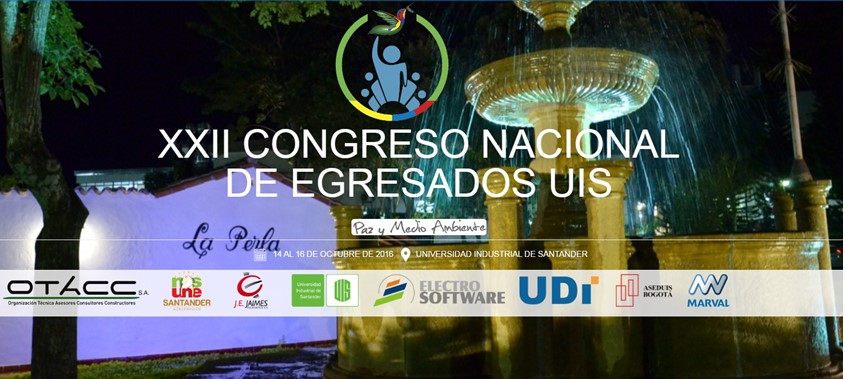 XXII CONGRESO NACIONAL
DE EGRESADOS UIS
Paz y Medio Ambiente
La Perla
14 AL 16 DE OCTUBRE DE 2016 UNIVERSIDAD INDUSTRIAL DE SANTANDER
OTACC S.A.
Organización Técnica Asesores Consultores Constructores
nos une
SANTANDER
J.E. JAIMES
Universidad
Industrial de
Santander
UIS
ELECTRO
SOFTWARE
UDi
ASEDUIS
BOGOTÁ
MARVAL